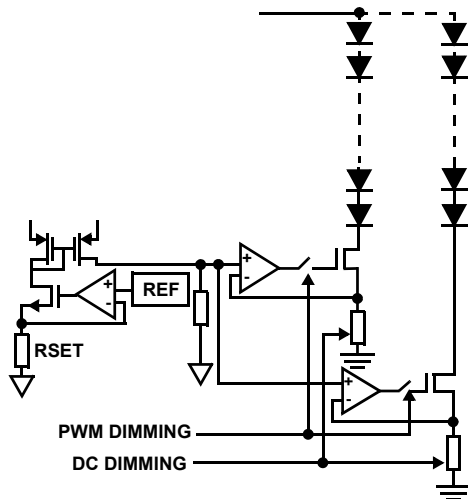 +
-
+
-
REF
RSET
+
-
PWM DIMMING
DC DIMMING